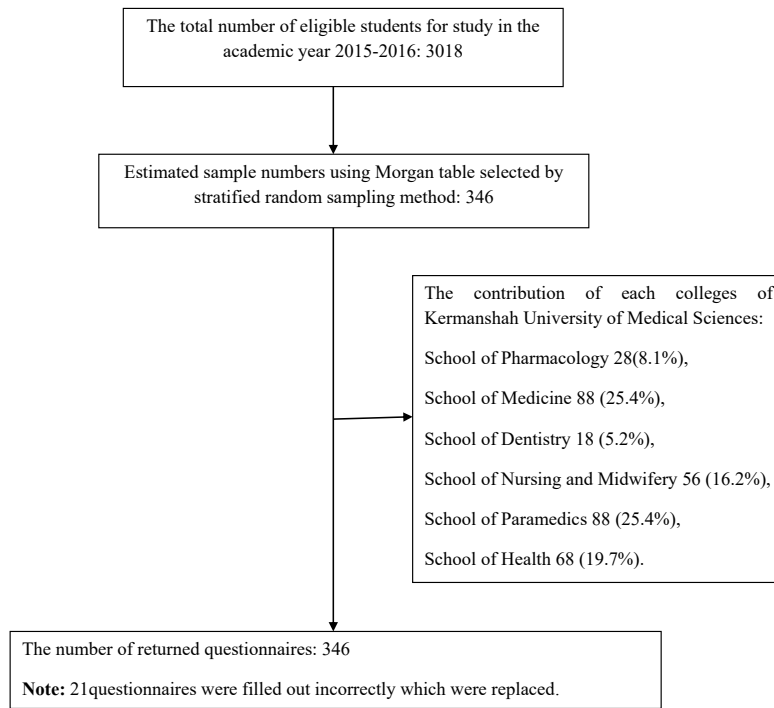 The total number of eligible students for study in the
academic year 2015-2016: 3018
Estimated sample numbers using Morgan table selected by
stratified random sampling method: 346
The contribution of each colleges of
Kermanshah University of Medical Sciences:
School of Pharmacology 28(8.1%),
School of Medicine 88 (25.4%),
School of Dentistry 18 (5.2%),
School of Nursing and Midwifery 56 (16.2%),
School of Paramedics 88 (25.4%),
School of Health 68 (19.7%).
The number of returned questionnaires: 346
Note: 21questionnaires were filled out incorrectly which were replaced.